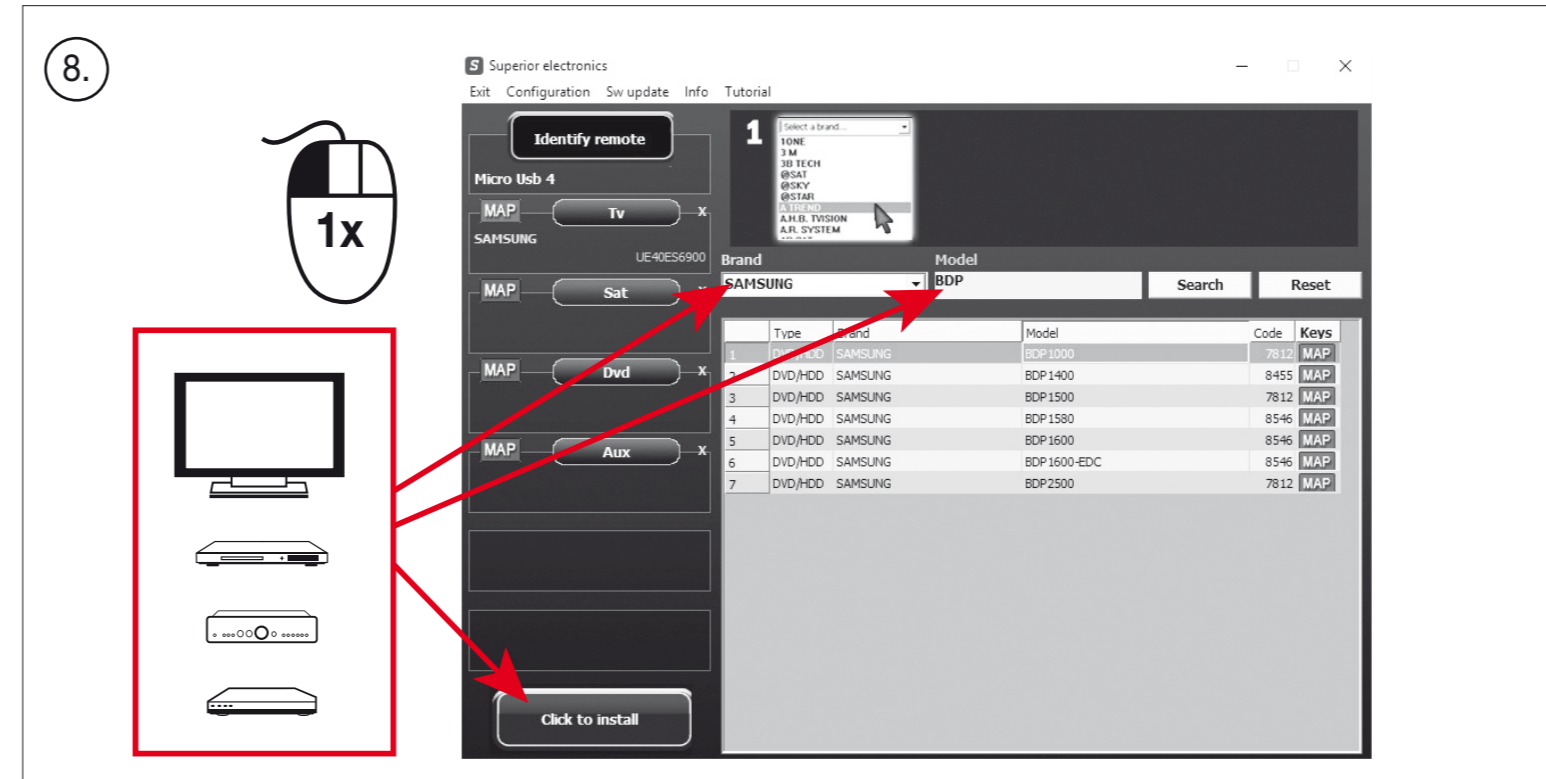 8.
1x
S Superior electronics
Exit Configuration Sw update Info Tutorial
Identify remote
Micro Usb 4
MAP Tv x
SAMSUNG
UE40ES6900
MAP Sat
MAP Dvd x
MAP Aux x
Click to install
1
Select a brand...
1ONE
3 M
3B TECH
@SAT
@SKY
@STAR
A TREND
A.H.B. TVISION
A.R. SYSTEM
Brand Model
SAMSUNG BDP Search Reset
Type Brand Model Code Keys
1 DVD/HDD SAMSUNG BDP1000 7812 MAP
2 DVD/HDD SAMSUNG BDP1400 8455 MAP
3 DVD/HDD SAMSUNG BDP1500 7812 MAP
4 DVD/HDD SAMSUNG BDP1580 8546 MAP
5 DVD/HDD SAMSUNG BDP1600 8546 MAP
6 DVD/HDD SAMSUNG BDP1600-EDC 8546 MAP
7 DVD/HDD SAMSUNG BDP2500 7812 MAP